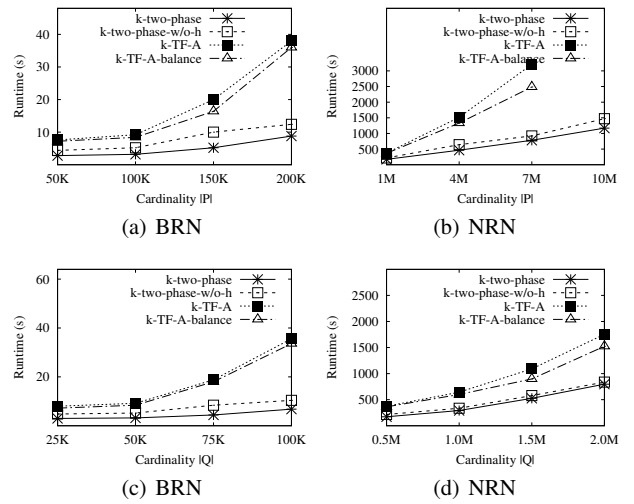 k-two-phase
k-two-phase-w/o-h
k-TF-A
k-TF-A-balance
Runtime (s)
60
40
20
10
50K 100K 150K 200K
Cardinality |P|
(a) BRN
k-two-phase
k-two-phase-w/o-h
k-TF-A
k-TF-A-balance
Runtime (s)
3000
2500
2000
1500
1000
500
1M 4M 7M 10M
Cardinality |P|
(b) NRN
k-two-phase
k-two-phase-w/o-h
k-TF-A
k-TF-A-balance
Runtime (s)
60
40
20
25K 50K 75K 100K
Cardinality |Q|
(c) BRN
k-two-phase
k-two-phase-w/o-h
k-TF-A
k-TF-A-balance
Runtime (s)
2500
2000
1500
1000
500
0.5M 1.0M 1.5M 2.0M
Cardinality |Q|
(d) NRN